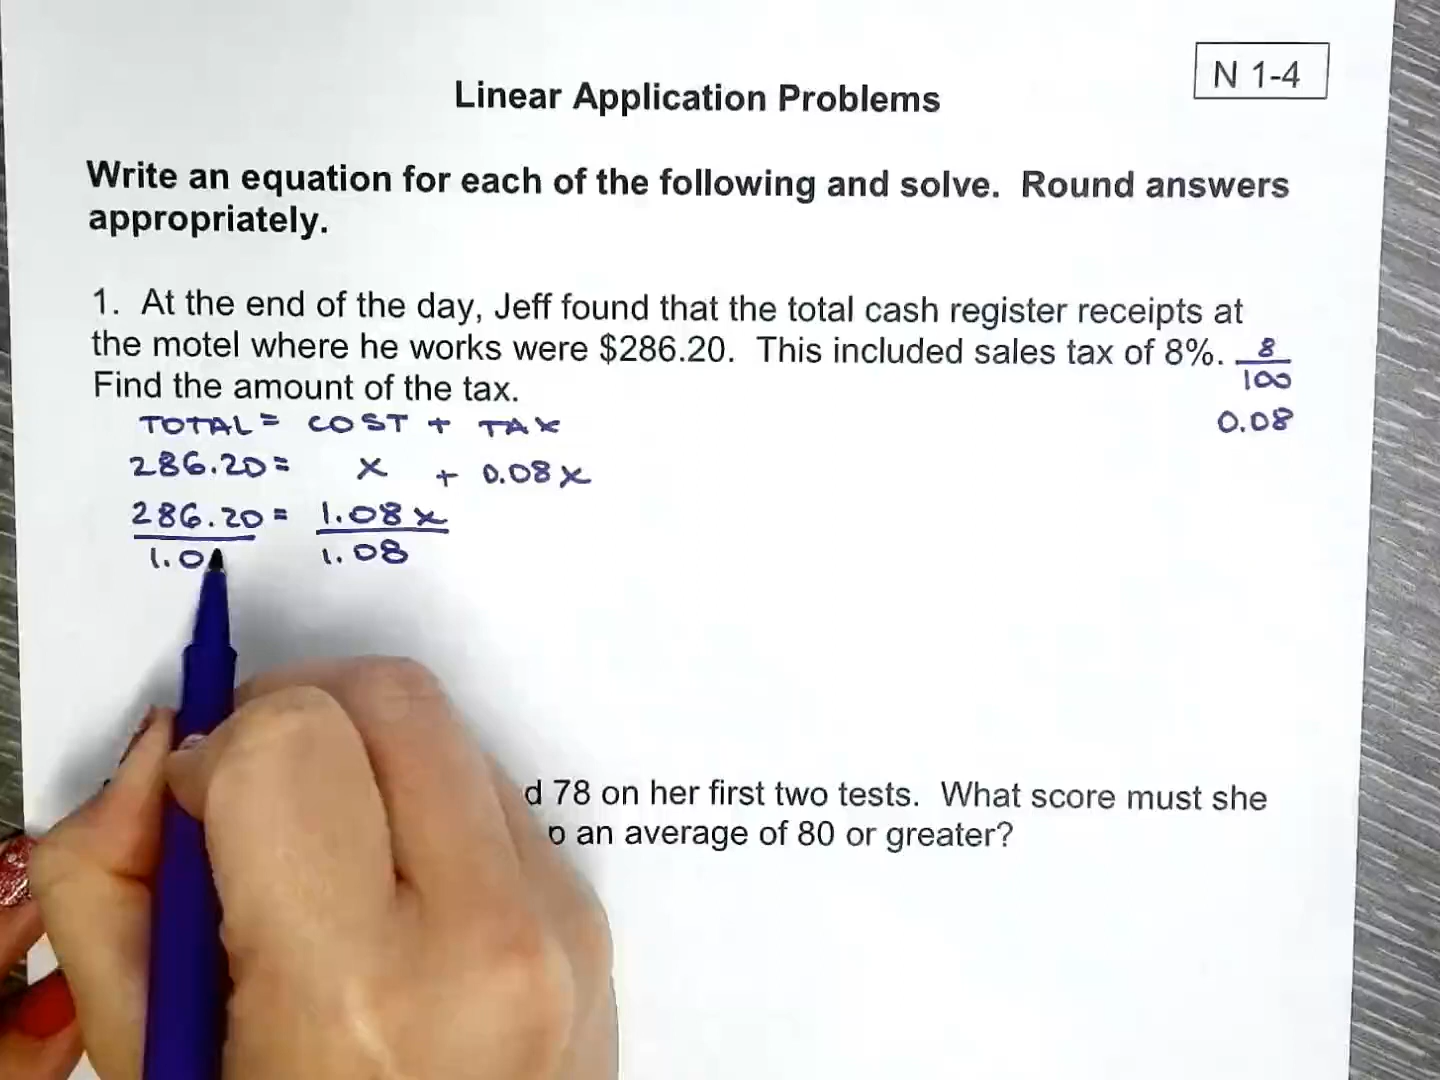 N 1-4
Linear Application Problems
Write an equation for each of the following and solve. Round answers
appropriately.
1. At the end of the day, Jeff found that the total cash register receipts at
the motel where he works were $286.20. This included sales tax of 8%. 8/100
Find the amount of the tax.
0.08
TOTAL = COST + TAX
286.20 = x + 0.08x
286.20 = 1.08x
1.0 1.08
d 78 on her first two tests. What score must she
an average of 80 or greater?